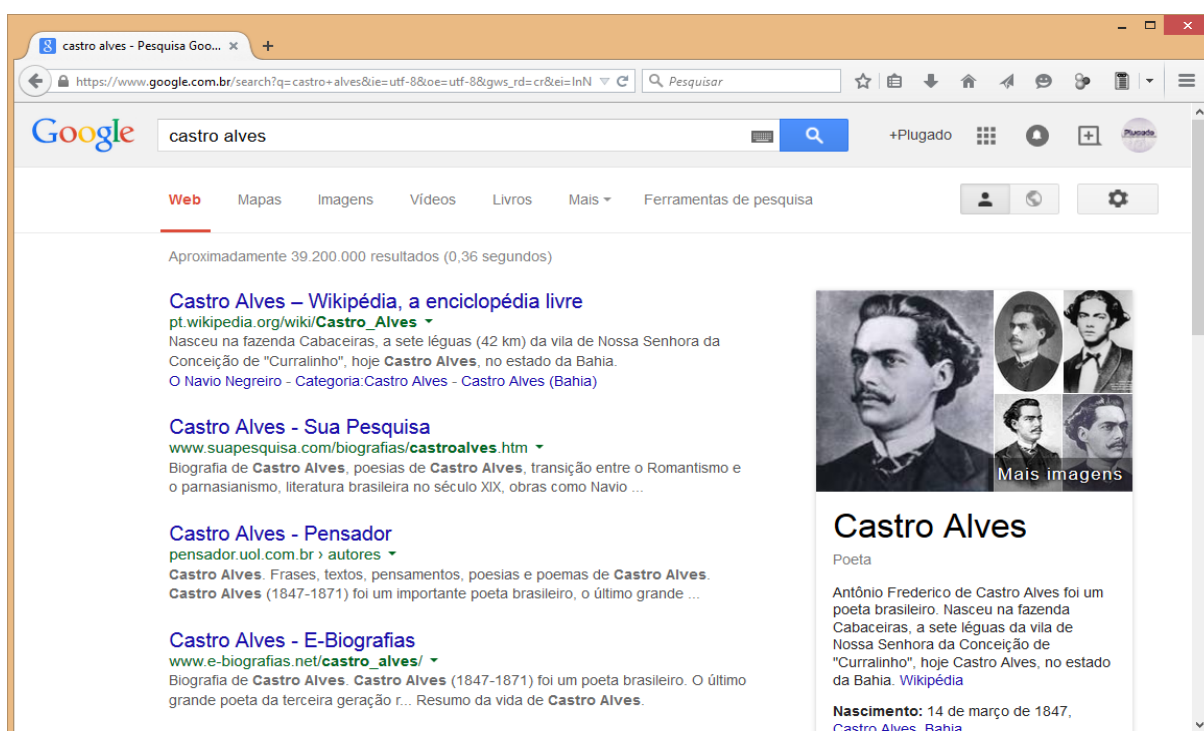 castro alves - Pesquisa Goo...
https://www.google.com.br/search?q=castro+alves&ie=utf-8&oe=utf-8&gws_rd=cr&ei=InN
Pesquisar
Google
castro alves
+Plugado
Plugado
Web Mapas Imagens Vídeos Livros Mais Ferramentas de pesquisa
Aproximadamente 39.200.000 resultados (0,36 segundos)
Castro Alves – Wikipédia, a enciclopédia livre
pt.wikipedia.org/wiki/Castro_Alves
Nasceu na fazenda Cabaceiras, a sete léguas (42 km) da vila de Nossa Senhora da
Conceição de "Curralinho", hoje Castro Alves, no estado da Bahia.
O Navio Negreiro - Categoria:Castro Alves - Castro Alves (Bahia)
Castro Alves - Sua Pesquisa
www.suapesquisa.com/biografias/castroalves.htm
Biografia de Castro Alves, poesias de Castro Alves, transição entre o Romantismo e
o parnasianismo, literatura brasileira no século XIX, obras como Navio ...
Castro Alves - Pensador
pensador.uol.com.br › autores
Castro Alves. Frases, textos, pensamentos, poesias e poemas de Castro Alves.
Castro Alves (1847-1871) foi um importante poeta brasileiro, o último grande ...
Castro Alves - E-Biografias
www.e-biografias.net/castro_alves/
Biografia de Castro Alves. Castro Alves (1847-1871) foi um poeta brasileiro. O último
grande poeta da terceira geração r... Resumo da vida de Castro Alves.
Mais imagens
Castro Alves
Poeta
Antônio Frederico de Castro Alves foi um
poeta brasileiro. Nasceu na fazenda
Cabaceiras, a sete léguas da vila de
Nossa Senhora da Conceição de
"Curralinho", hoje Castro Alves, no estado
da Bahia. Wikipédia
Nascimento: 14 de março de 1847,
Castro Alves, Bahia